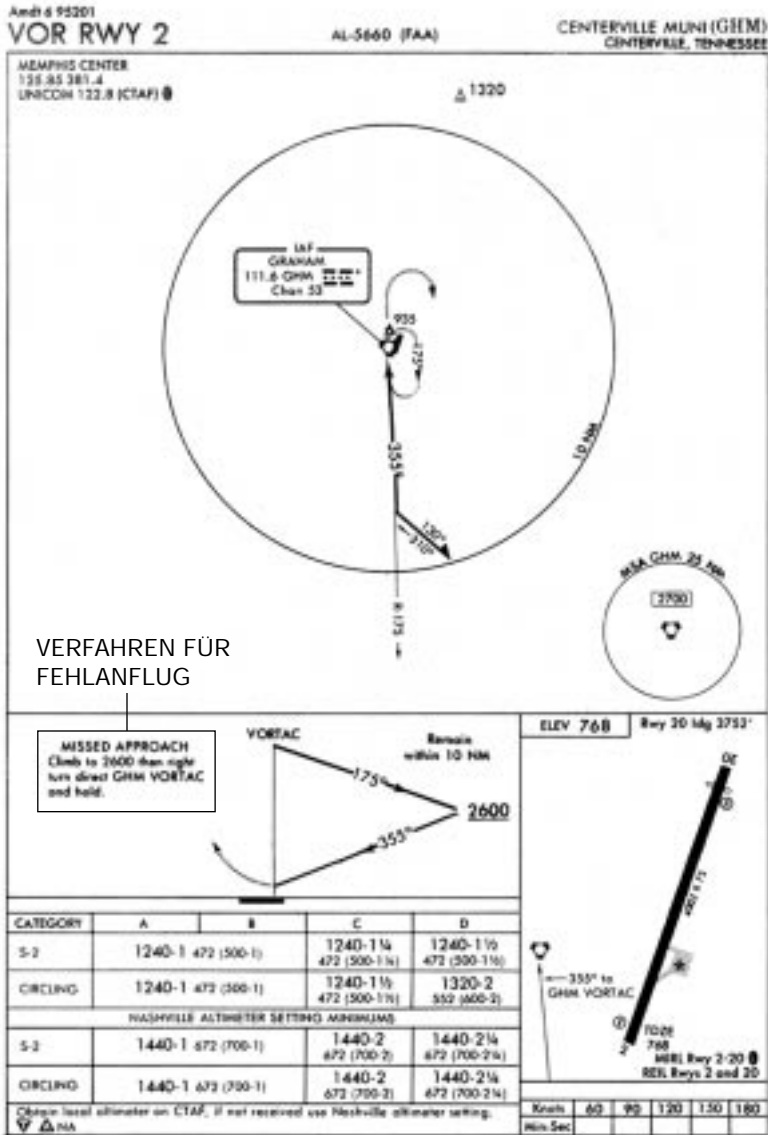 Amdt 6 95201
VOR RWY 2
AL-5660 (FAA)
CENTERVILLE MUNI (GHM)
CENTERVILLE, TENNESSEE
MEMPHIS CENTER
125.85 381.4
UNICOM 122.8 (CTAF)
1320
IAF
GRAHAM
111.6 GHM
Chan 53
935
175°
355°
10 NM
130°
310°
R-175
MSA GHM 25 NM
2700
VERFAHREN FÜR
FEHLANFLUG
MISSED APPROACH
Climb to 2600 then right
turn direct GHM VORTAC
and hold.
VORTAC
Remain
within 10 NM
175°
2600
355°
ELEV 768
Rwy 20 ldg 3752'
20
4002 X 75
355° to
GHM VORTAC
TDZE
768
2
MIRL Rwy 2-20
REIL Rwys 2 and 20
CATEGORY A B C D
S-2 1240-1 472 (500-1) 1240-1¼ 472 (500-1¼) 1240-1½ 472 (500-1½)
CIRCLING 1240-1 472 (500-1) 1240-1½ 472 (500-1½) 1320-2 552 (600-2)
NASHVILLE ALTIMETER SETTING MINIMUMS
S-2 1440-1 672 (700-1) 1440-2 672 (700-2) 1440-2¼ 672 (700-2¼)
CIRCLING 1440-1 672 (700-1) 1440-2 672 (700-2) 1440-2¼ 672 (700-2¼)
Obtain local altimeter on CTAF, if not received use Nashville altimeter setting.
NA
Knots 60 90 120 150 180
Min:Sec